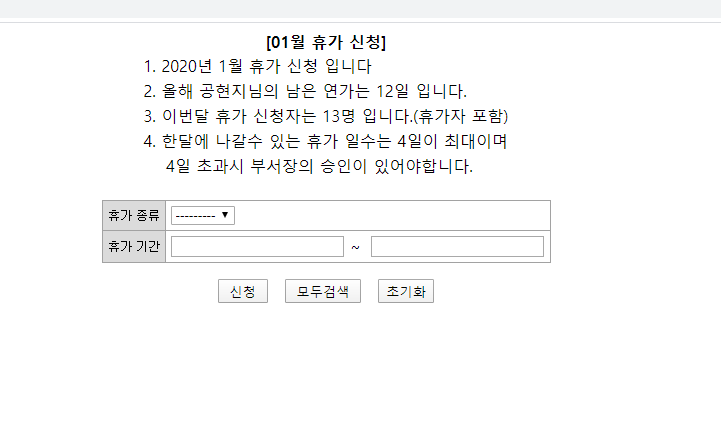 [01월 휴가 신청]
1. 2020년 1월 휴가 신청 입니다
2. 올해 공현지님의 남은 연가는 12일 입니다.
3. 이번달 휴가 신청자는 13명 입니다.(휴가자 포함)
4. 한달에 나갈수 있는 휴가 일수는 4일이 최대이며
4일 초과시 부서장의 승인이 있어야합니다.
휴가 종류 ---------
휴가 기간 ~
신청 모두검색 초기화